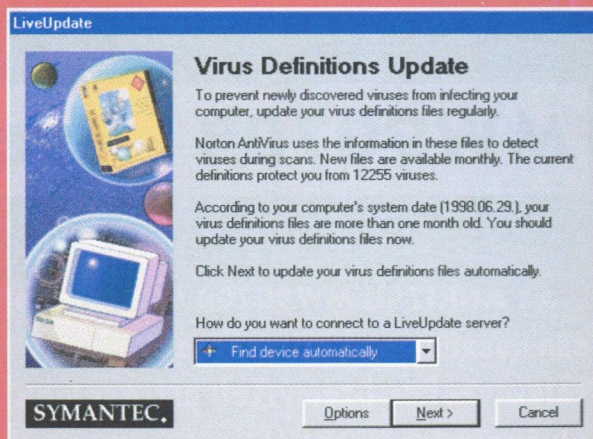 LiveUpdate
Virus Definitions Update
To prevent newly discovered viruses from infecting your
computer, update your virus definitions files regularly.
Norton AntiVirus uses the information in these files to detect
viruses during scans. New files are available monthly. The current
definitions protect you from 12255 viruses.
According to your computer's system date (1998.06.29.), your
virus definitions files are more than one month old. You should
update your virus definitions files now.
Click Next to update your virus definitions files automatically.
How do you want to connect to a LiveUpdate server?
Find device automatically
SYMANTEC.
Options
Next >
Cancel